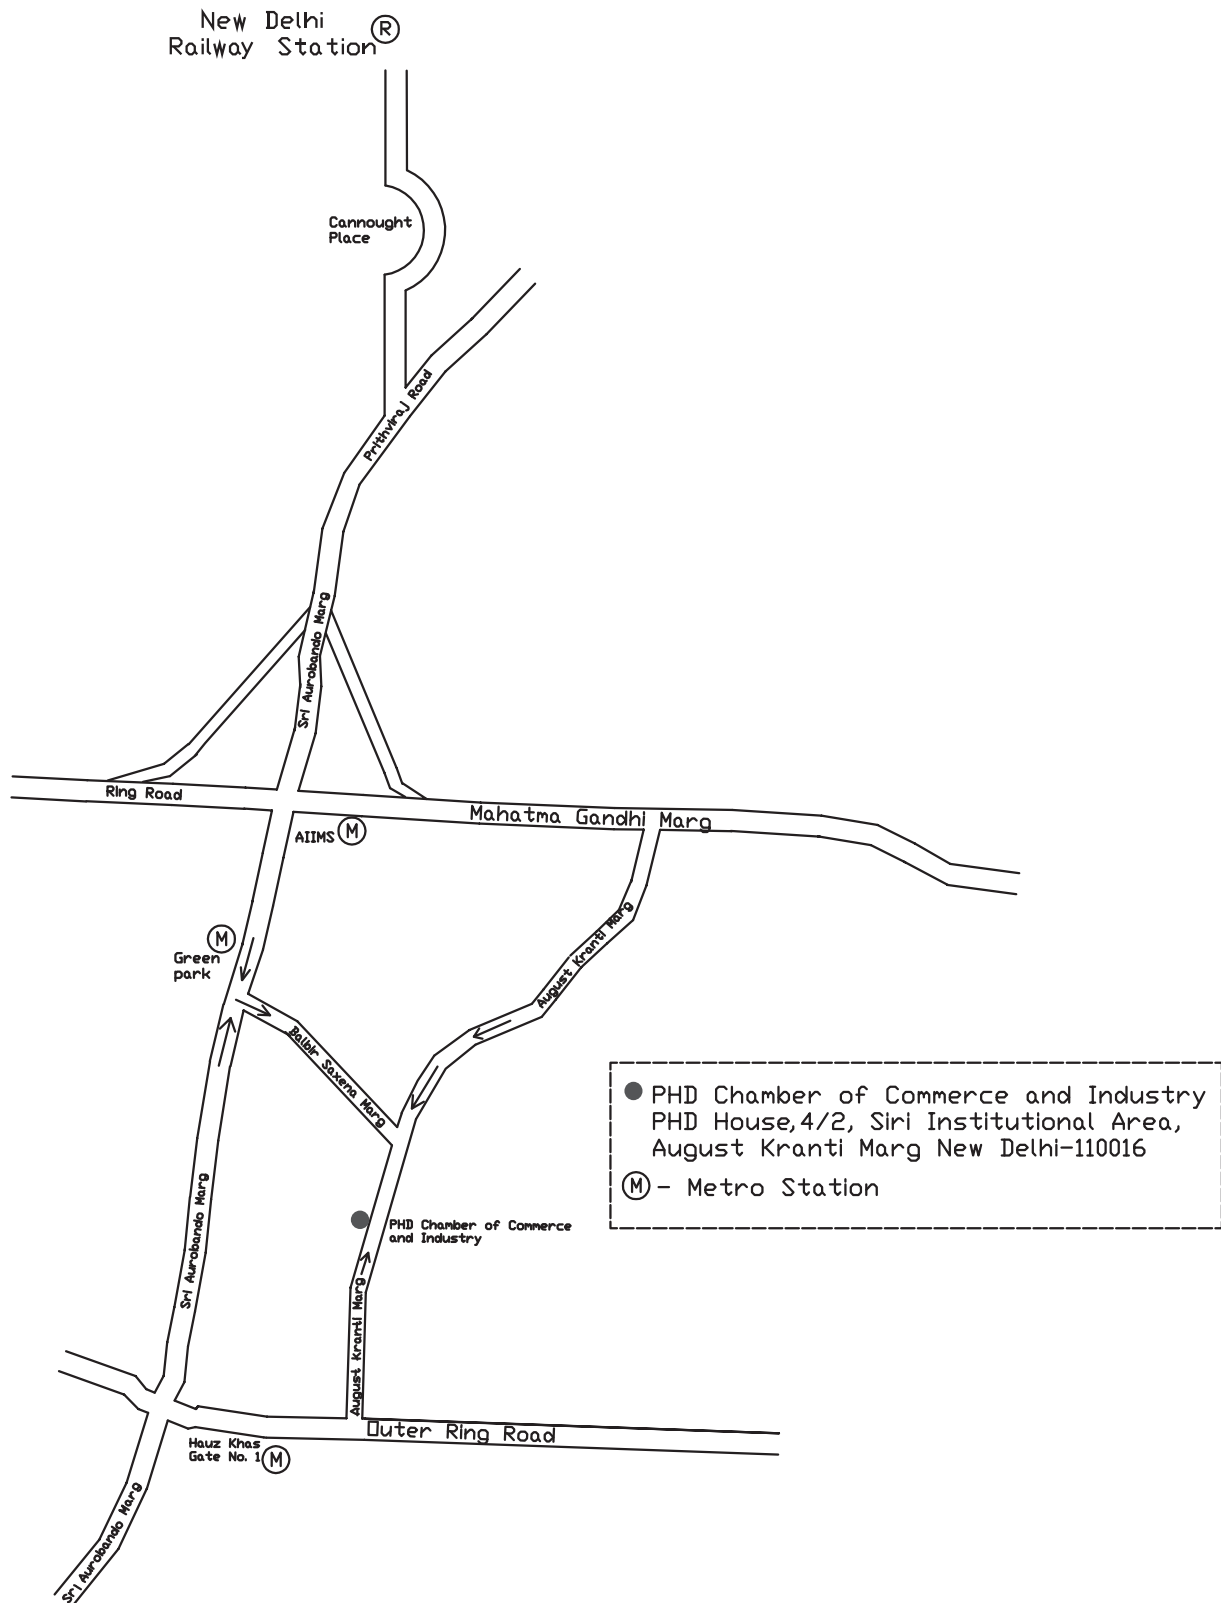 New Delhi
Railway Station
R
Cannought
Place
Prithviraj Road
Sri Aurobando Marg
Ring Road
Mahatma Gandhi Marg
AIIMS
M
August Kranti Marg
M
Green
park
Balbir Saxena Marg
PHD Chamber of Commerce and Industry
PHD House,4/2, Siri Institutional Area,
August Kranti Marg New Delhi-110016
M - Metro Station
Sri Aurobando Marg
PHD Chamber of Commerce
and Industry
August Kranti Marg
Outer Ring Road
Hauz Khas
Gate No. 1
M
Sri Aurobando Marg